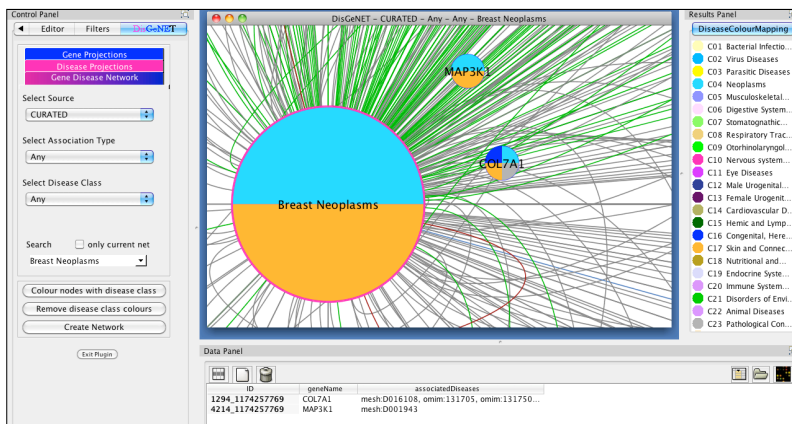 Control Panel
Editor
Filters
DisGeNET
Gene Projections
Disease Projections
Gene Disease Network
Select Source
CURATED
Select Association Type
Any
Select Disease Class
Any
Search
only current net
Breast Neoplasms
Colour nodes with disease class
Remove disease class colours
Create Network
Exit Plugin
DisGeNET - CURATED - Any - Any - Breast Neoplasms
MAP3K1
COL7A1
Breast Neoplasms
Results Panel
DiseaseColourMapping
C01 Bacterial Infectio...
C02 Virus Diseases
C03 Parasitic Diseases
C04 Neoplasms
C05 Musculoskeletal...
C06 Digestive System...
C07 Stomatognathic...
C08 Respiratory Trac...
C09 Otorhinolaryngol...
C10 Nervous system...
C11 Eye Diseases
C12 Male Urogenital...
C13 Female Urogenit...
C14 Cardiovascular D...
C15 Hemic and Lymp...
C16 Congenital, Here...
C17 Skin and Connec...
C18 Nutritional and...
C19 Endocrine Syste...
C20 Immune System...
C21 Disorders of Envi...
C22 Animal Diseases
C23 Pathological Con...
Data Panel
ID geneName associatedDiseases
1294_1174257769 COL7A1 mesh:D016108, omim:131705, omim:131750...
4214_1174257769 MAP3K1 mesh:D001943